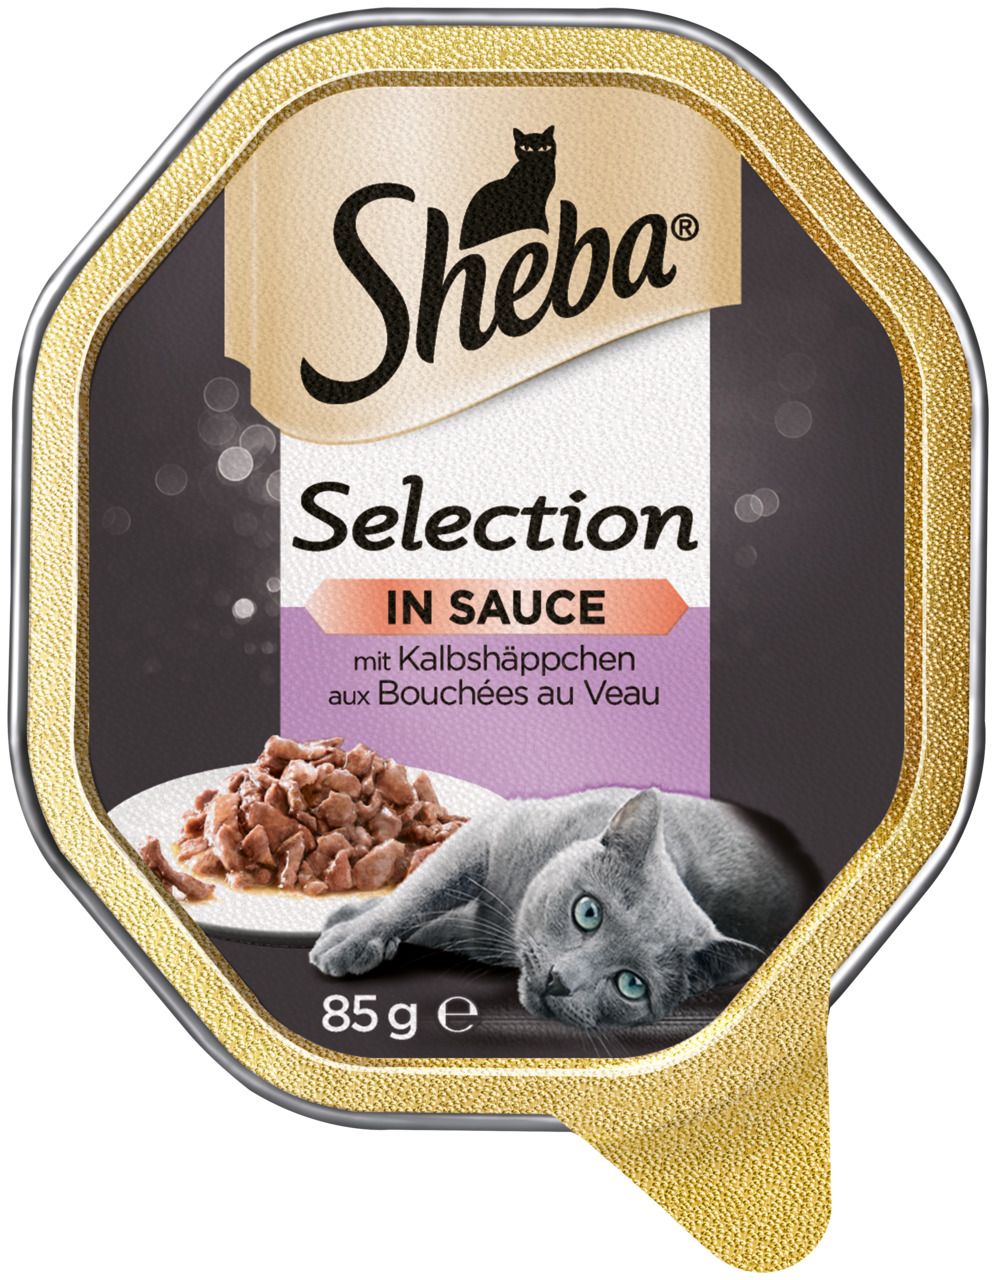 Sheba®
Selection
IN SAUCE
mit Kalbshäppchen
aux Bouchées au Veau
85 g ℮